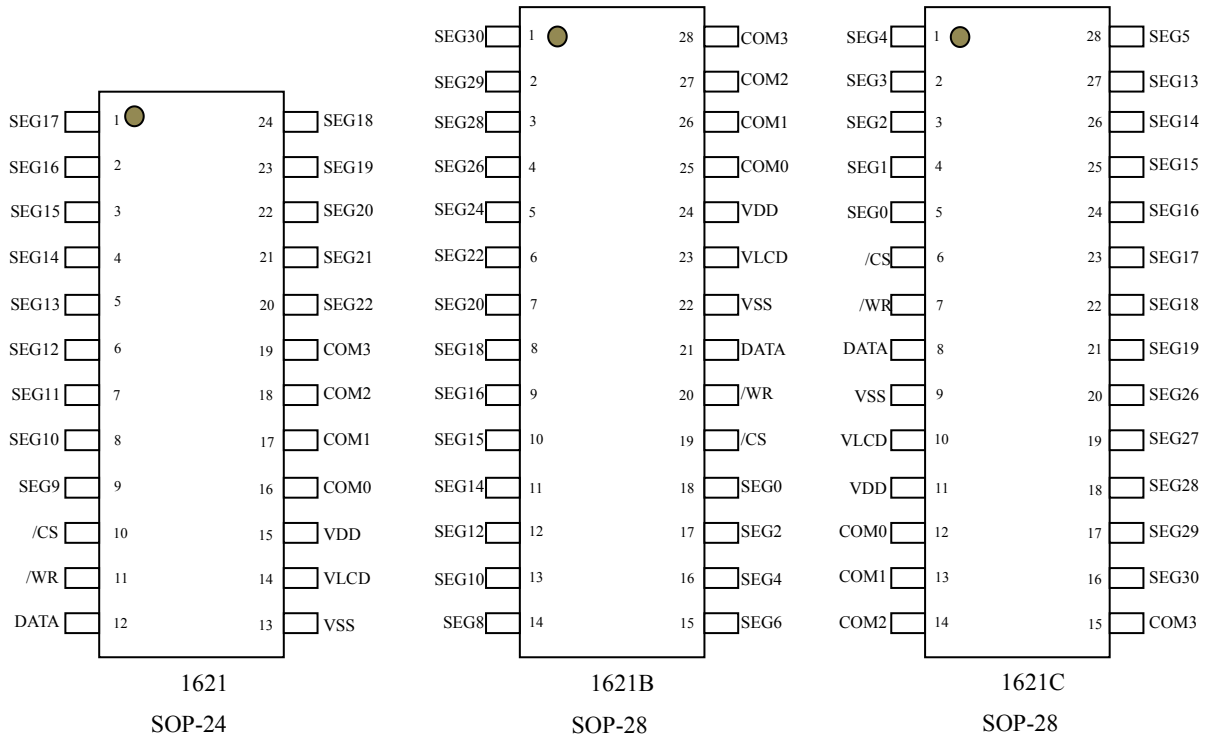 SEG17 1 24 SEG18
SEG16 2 23 SEG19
SEG15 3 22 SEG20
SEG14 4 21 SEG21
SEG13 5 20 SEG22
SEG12 6 19 COM3
SEG11 7 18 COM2
SEG10 8 17 COM1
SEG9 9 16 COM0
/CS 10 15 VDD
/WR 11 14 VLCD
DATA 12 13 VSS
1621
SOP-24
SEG30 1 28 COM3
SEG29 2 27 COM2
SEG28 3 26 COM1
SEG26 4 25 COM0
SEG24 5 24 VDD
SEG22 6 23 VLCD
SEG20 7 22 VSS
SEG18 8 21 DATA
SEG16 9 20 /WR
SEG15 10 19 /CS
SEG14 11 18 SEG0
SEG12 12 17 SEG2
SEG10 13 16 SEG4
SEG8 14 15 SEG6
1621B
SOP-28
SEG4 1 28 SEG5
SEG3 2 27 SEG13
SEG2 3 26 SEG14
SEG1 4 25 SEG15
SEG0 5 24 SEG16
/CS 6 23 SEG17
/WR 7 22 SEG18
DATA 8 21 SEG19
VSS 9 20 SEG26
VLCD 10 19 SEG27
VDD 11 18 SEG28
COM0 12 17 SEG29
COM1 13 16 SEG30
COM2 14 15 COM3
1621C
SOP-28